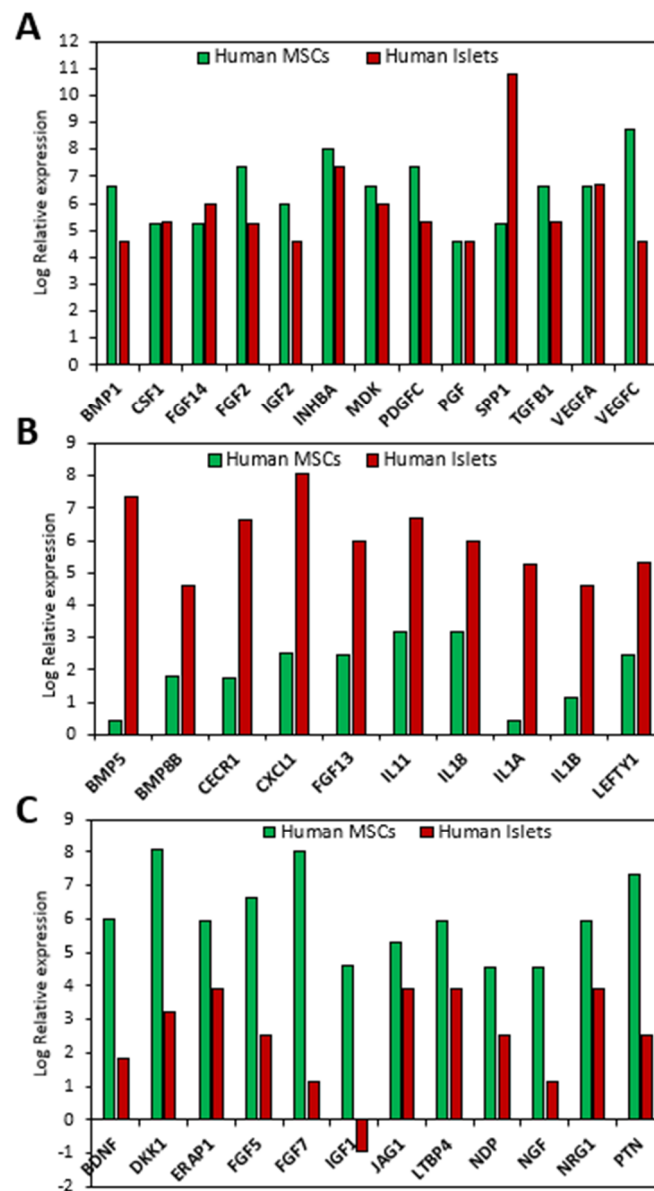 A
12
11
10
9
8
7
6
5
4
3
2
1
0
Log Relative expression
Human MSCs Human Islets
BMP1 CSF1 FGF14 FGF2 IGF2 INHBA MDK PDGFC PGF SPP1 TGFB1 VEGFA VEGFC
B
9
8
7
6
5
4
3
2
1
0
Log Relative expression
Human MSCs Human Islets
BMP5 BMP8B CECR1 CXCL1 FGF13 IL11 IL18 IL1A IL1B LEFTY1
C
9
8
7
6
5
4
3
2
1
0
-1
-2
Log Relative expression
Human MSCs Human Islets
BDNF DKK1 ERAP1 FGF5 FGF7 IGF1 JAG1 LTBP4 NDP NGF NRG1 PTN